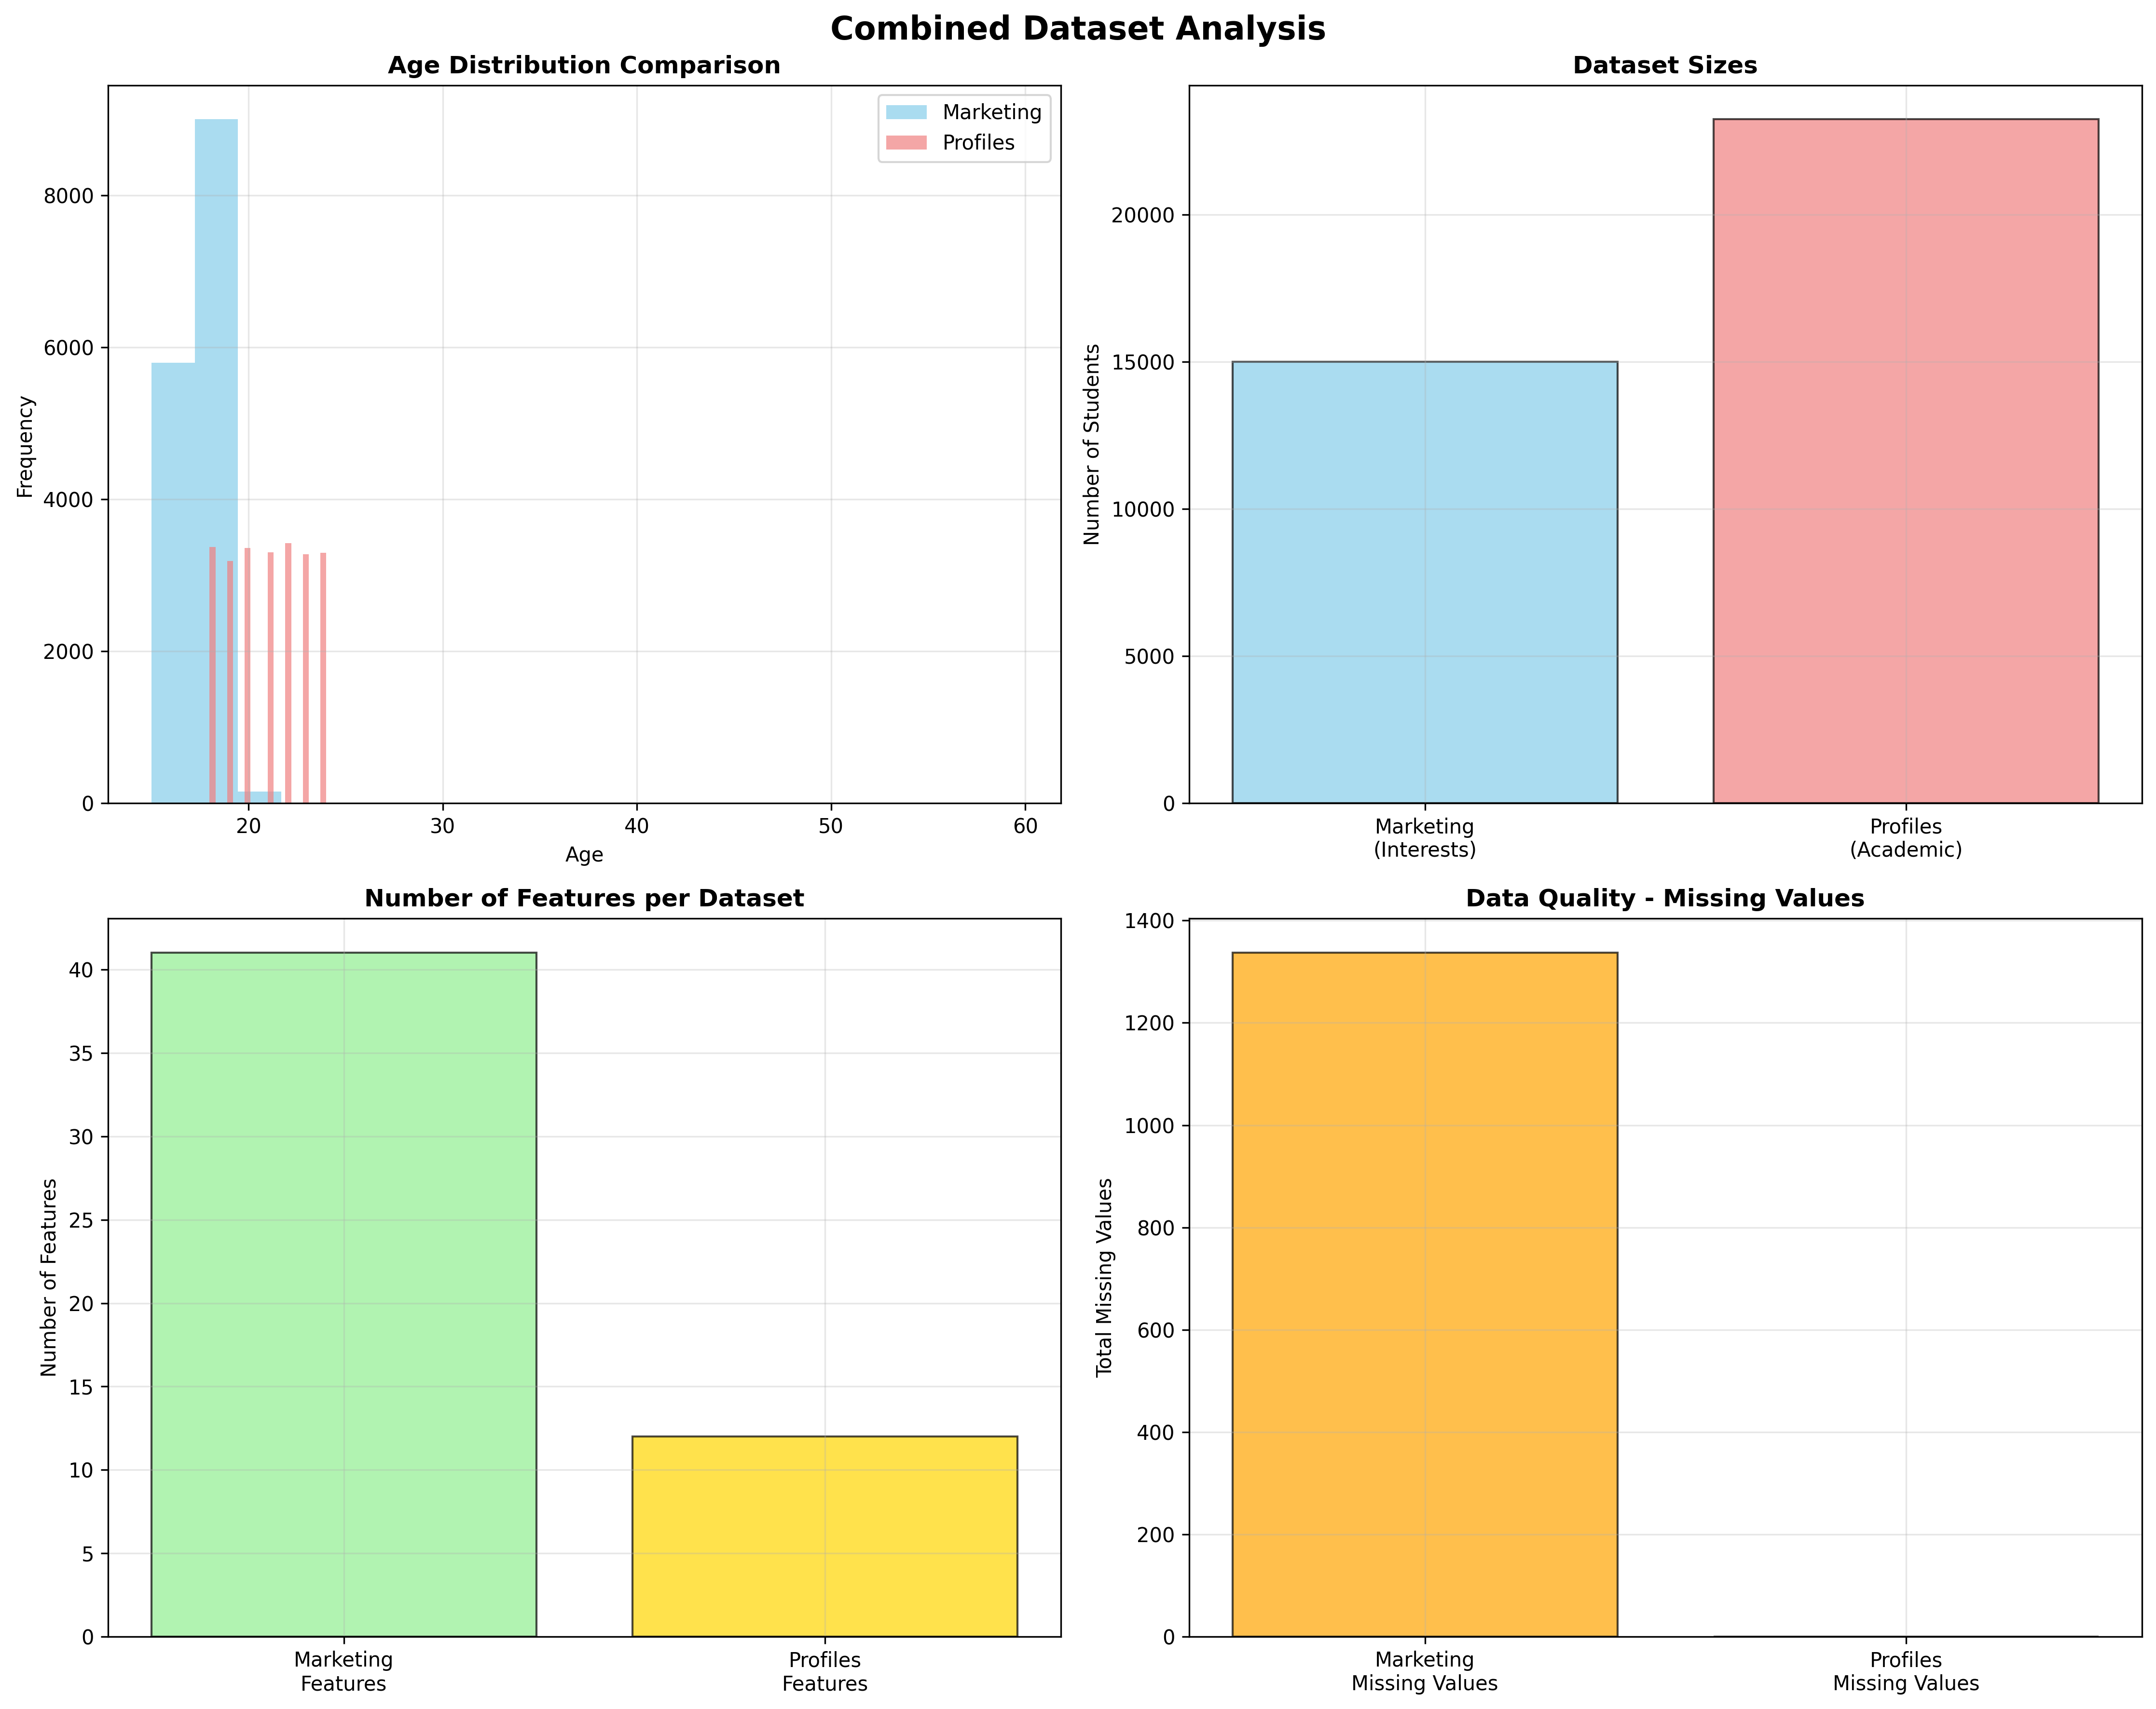 Combined Dataset Analysis
Age Distribution Comparison
Marketing
Profiles
Frequency
8000
6000
4000
2000
0
20
30
40
50
60
Age
Dataset Sizes
Number of Students
20000
15000
10000
5000
0
Marketing
(Interests)
Profiles
(Academic)
Number of Features per Dataset
Number of Features
40
35
30
25
20
15
10
5
0
Marketing
Features
Profiles
Features
Data Quality - Missing Values
Total Missing Values
1400
1200
1000
800
600
400
200
0
Marketing
Missing Values
Profiles
Missing Values